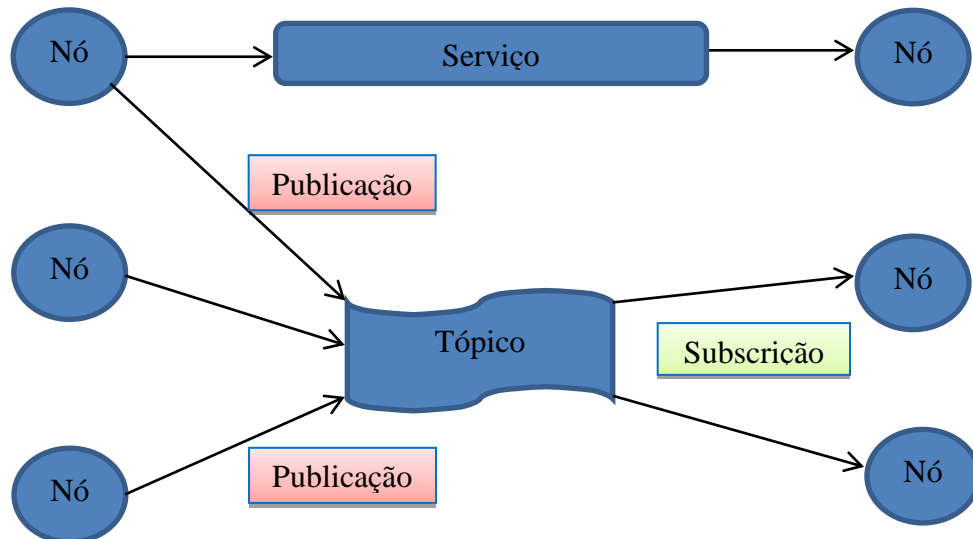 Nó
Serviço
Nó
Publicação
Nó
Nó
Tópico
Subscrição
Nó
Publicação
Nó